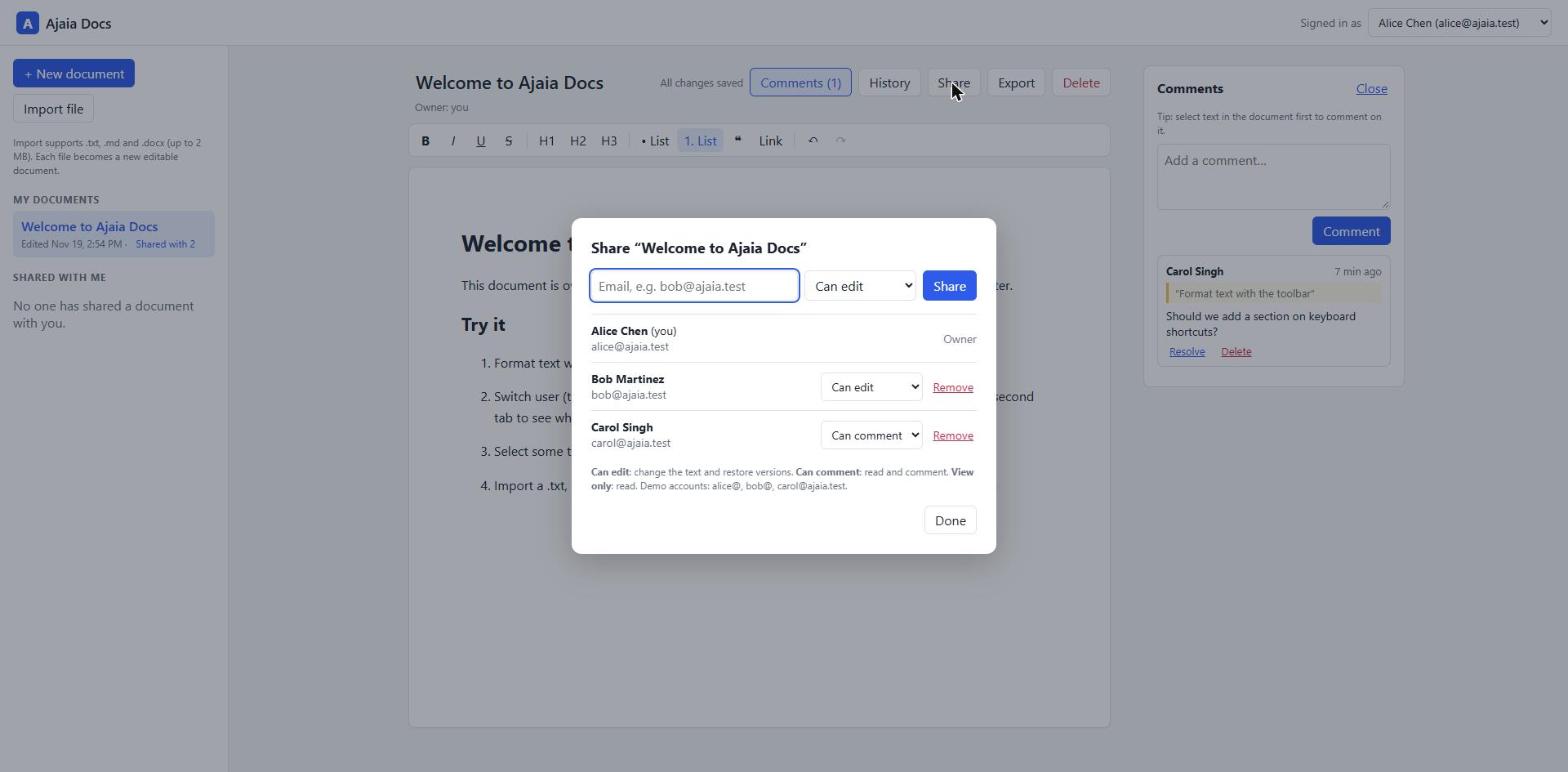 A Ajaia Docs
Signed in as Alice Chen (alice@ajaia.test)
+ New document
Import file
Import supports .txt, .md and .docx (up to 2
MB). Each file becomes a new editable
document.
MY DOCUMENTS
Welcome to Ajaia Docs
Edited Nov 19, 2:54 PM · Shared with 2
SHARED WITH ME
No one has shared a document
with you.
Welcome to Ajaia Docs
All changes saved
Comments (1)
History
Share
Export
Delete
Owner: you
B I U S H1 H2 H3 • List 1. List ❝ Link
Welcome
This document is
Try it
1. Format text
2. Switch user
second
tab to see
3. Select some
4. Import a .txt,
Share “Welcome to Ajaia Docs”
Email, e.g. bob@ajaia.test
Can edit
Share
Alice Chen (you)
alice@ajaia.test
Owner
Bob Martinez
bob@ajaia.test
Can edit
Remove
Carol Singh
carol@ajaia.test
Can comment
Remove
Can edit: change the text and restore versions. Can comment: read and comment. View
only: read. Demo accounts: alice@, bob@, carol@ajaia.test.
Done
Comments
Close
Tip: select text in the document first to comment on
it.
Add a comment...
Comment
Carol Singh
7 min ago
"Format text with the toolbar"
Should we add a section on keyboard
shortcuts?
Resolve
Delete